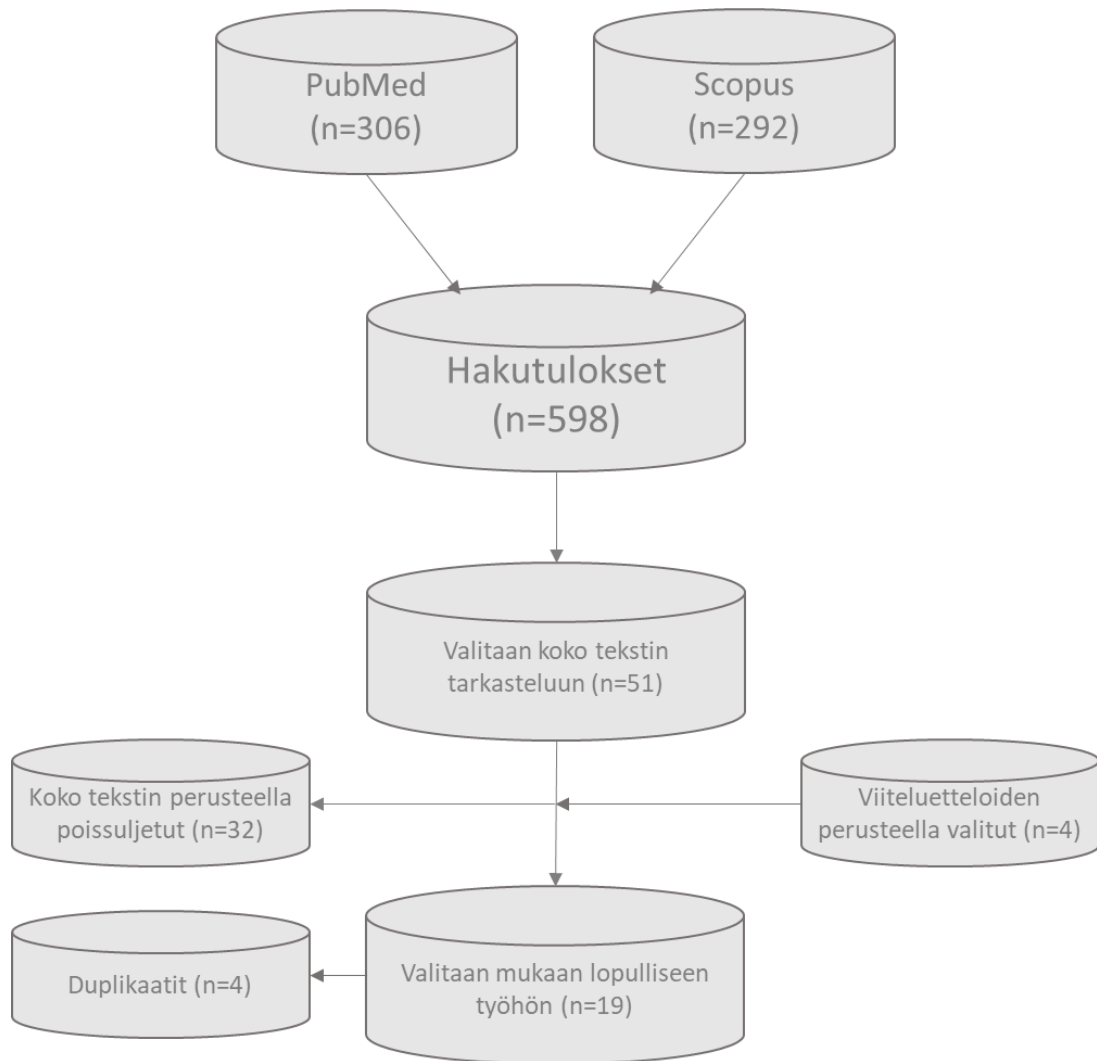 PubMed
(n=306)
Scopus
(n=292)
Hakutulokset
(n=598)
Valitaan koko tekstin
tarkasteluun (n=51)
Koko tekstin perusteella
poissuljetut (n=32)
Viiteluetteloiden
perusteella valitut (n=4)
Duplikaatit (n=4)
Valitaan mukaan lopulliseen
työhön (n=19)